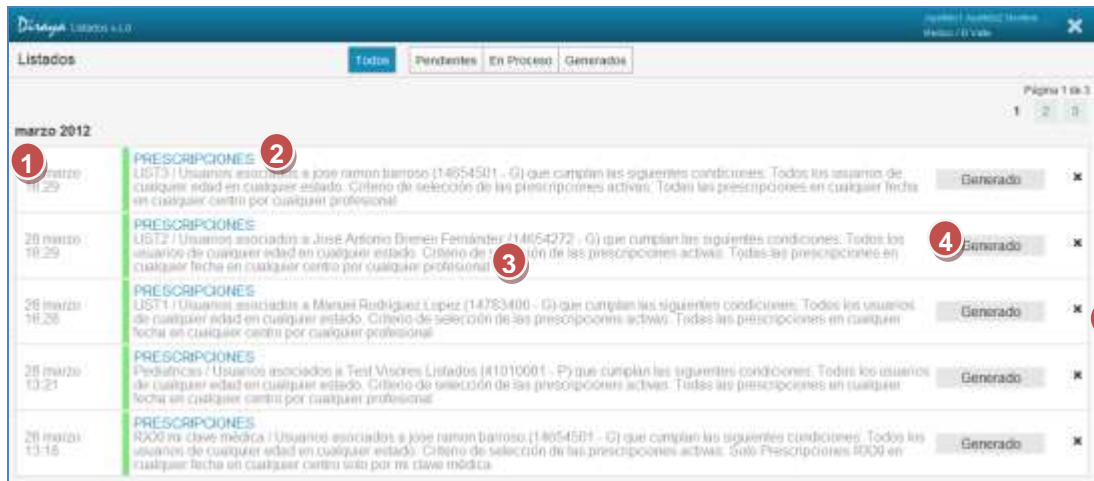 Diraya Listados v.1.0
Apellido1 Apellido2 Nombre
Médico / El Valle
Listados
Todos Pendientes En Proceso Generados
Página 1 de 3
1 2 3
marzo 2012
1 marzo
18:29
PRESCRIPCIONES 2
LIST3 / Usuarios asociados a jose ramon barroso (14654501 - G) que cumplan las siguientes condiciones. Todos los usuarios de
cualquier edad en cualquier estado. Criterio de selección de las prescripciones activas. Todas las prescripciones en cualquier fecha
en cualquier centro por cualquier profesional
Generado
28 marzo
18:29
PRESCRIPCIONES
LIST2 / Usuarios asociados a Jose Antonio Fernández (14654272 - G) que cumplan las siguientes condiciones. Todos los
usuarios de cualquier edad en cualquier estado. Criterio de selección de las prescripciones activas. Todas las prescripciones en
cualquier fecha en cualquier centro por cualquier profesional 3
4 Generado
28 marzo
18:28
PRESCRIPCIONES
LIST1 / Usuarios asociados a Manuel Rodriguez Lopez (14783400 - G) que cumplan las siguientes condiciones. Todos los usuarios
de cualquier edad en cualquier estado. Criterio de selección de las prescripciones activas. Todas las prescripciones en cualquier
fecha en cualquier centro por cualquier profesional
Generado
28 marzo
13:21
PRESCRIPCIONES
Pediatricas / Usuarios asociados a Test Visores Listados (41010001 - P) que cumplan las siguientes condiciones. Todos los usuarios
de cualquier edad en cualquier estado. Criterio de selección de las prescripciones activas. Todas las prescripciones en cualquier
fecha en cualquier centro por cualquier profesional
Generado
28 marzo
13:18
PRESCRIPCIONES
RXXI mi clave médica / Usuarios asociados a jose ramon barroso (14654501 - G) que cumplan las siguientes condiciones. Todos los
usuarios de cualquier edad en cualquier estado. Criterio de selección de las prescripciones activas. Solo Prescripciones RXXI en
cualquier fecha en cualquier centro solo por mi clave médica
Generado